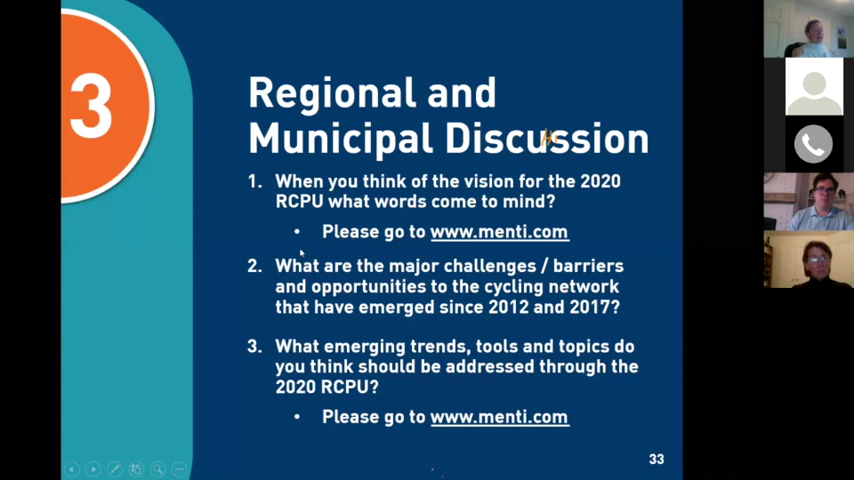 3
Regional and
Municipal Discussion
1. When you think of the vision for the 2020
RCPU what words come to mind?
• Please go to www.menti.com
2. What are the major challenges / barriers
and opportunities to the cycling network
that have emerged since 2012 and 2017?
3. What emerging trends, tools and topics do
you think should be addressed through the
2020 RCPU?
• Please go to www.menti.com
33